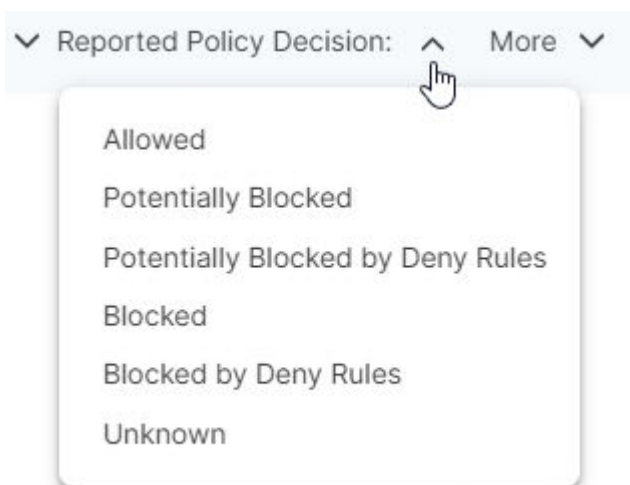 Reported Policy Decision: More
Allowed
Potentially Blocked
Potentially Blocked by Deny Rules
Blocked
Blocked by Deny Rules
Unknown